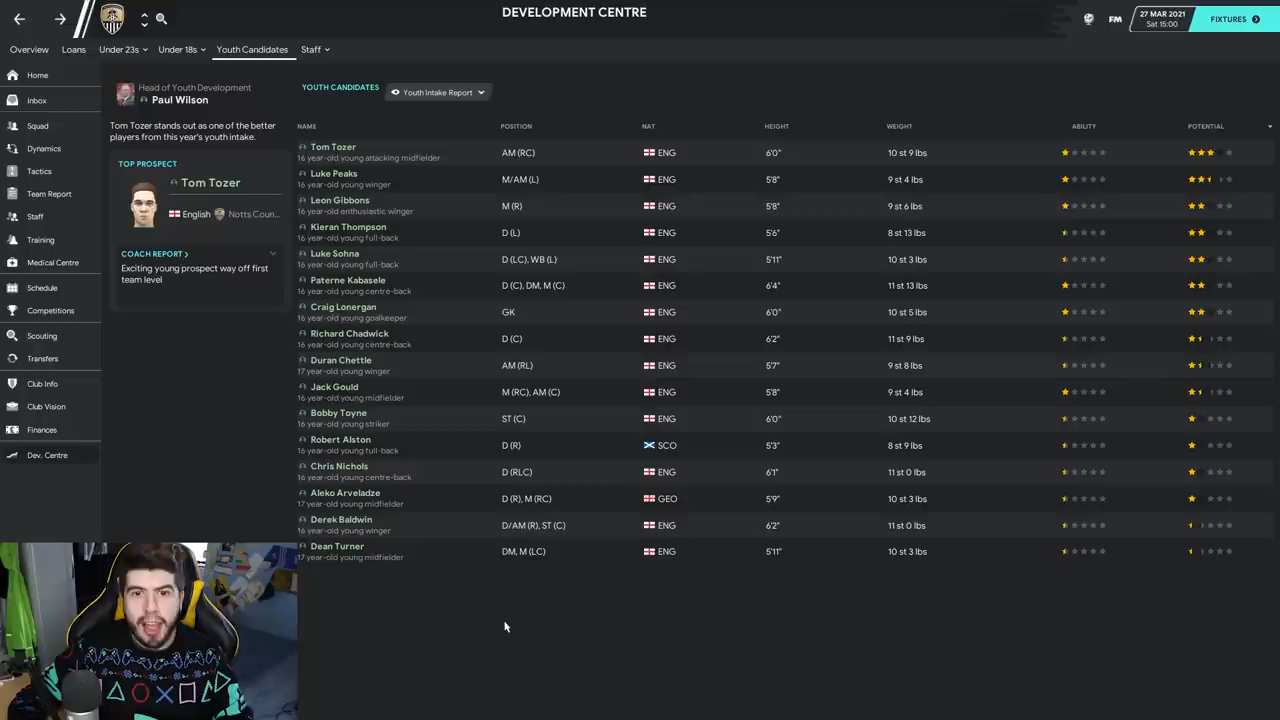 DEVELOPMENT CENTRE
FM
27 MAR 2021
Sat 15:00
FIXTURES
Overview
Loans
Under 23s
Under 18s
Youth Candidates
Staff
Home
Inbox
Squad
Dynamics
Tactics
Team Report
Staff
Training
Medical Centre
Schedule
Competitions
Scouting
Transfers
Club Info
Club Vision
Finances
Dev. Centre
Head of Youth Development
Paul Wilson
Tom Tozer stands out as one of the better
players from this year's youth intake.
TOP PROSPECT
Tom Tozer
English Notts Coun...
COACH REPORT
Exciting young prospect way off first
team level
YOUTH CANDIDATES
Youth Intake Report
NAME POSITION NAT HEIGHT WEIGHT ABILITY POTENTIAL
Tom Tozer
16 year-old young attacking midfielder
AM (RC) ENG 6'0" 10 st 9 lbs
Luke Peaks
16 year-old young winger
M/AM (L) ENG 5'8" 9 st 4 lbs
Leon Gibbons
16 year-old enthusiastic winger
M (R) ENG 5'8" 9 st 6 lbs
Kieran Thompson
16 year-old young full-back
D (L) ENG 5'6" 8 st 13 lbs
Luke Sohna
16 year-old young full-back
D (LC), WB (L) ENG 5'11" 10 st 3 lbs
Paterne Kabasele
16 year-old young centre-back
D (C), DM, M (C) ENG 6'4" 11 st 13 lbs
Craig Lonergan
16 year-old young goalkeeper
GK ENG 6'0" 10 st 5 lbs
Richard Chadwick
16 year-old young centre-back
D (C) ENG 6'2" 11 st 9 lbs
Duran Chettle
17 year-old young winger
AM (RL) ENG 5'7" 9 st 8 lbs
Jack Gould
16 year-old young midfielder
M (RC), AM (C) ENG 5'8" 9 st 4 lbs
Bobby Toyne
16 year-old young striker
ST (C) ENG 6'0" 10 st 12 lbs
Robert Alston
16 year-old young full-back
D (R) SCO 5'3" 8 st 9 lbs
Chris Nichols
16 year-old young centre-back
D (RLC) ENG 6'1" 11 st 0 lbs
Aleko Arveladze
17 year-old young midfielder
D (R), M (RC) GEO 5'9" 10 st 3 lbs
Derek Baldwin
16 year-old young winger
D/AM (R), ST (C) ENG 6'2" 11 st 0 lbs
Dean Turner
17 year-old young midfielder
DM, M (LC) ENG 5'11" 10 st 3 lbs